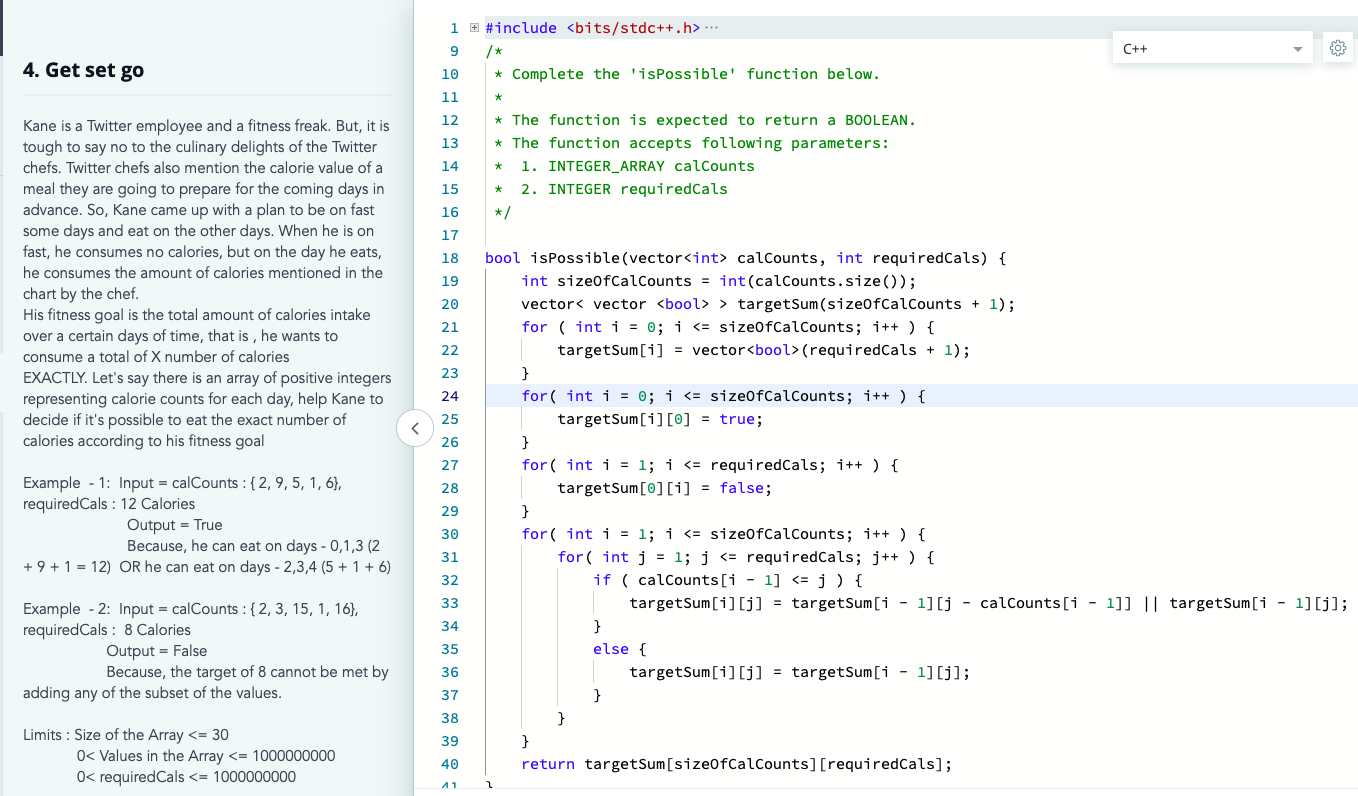 4. Get set go
Kane is a Twitter employee and a fitness freak. But, it is
tough to say no to the culinary delights of the Twitter
chefs. Twitter chefs also mention the calorie value of a
meal they are going to prepare for the coming days in
advance. So, Kane came up with a plan to be on fast
some days and eat on the other days. When he is on
fast, he consumes no calories, but on the day he eats,
he consumes the amount of calories mentioned in the
chart by the chef.
His fitness goal is the total amount of calories intake
over a certain days of time, that is , he wants to
consume a total of X number of calories
EXACTLY. Let's say there is an array of positive integers
representing calorie counts for each day, help Kane to
decide if it's possible to eat the exact number of
calories according to his fitness goal
Example - 1: Input = calCounts : { 2, 9, 5, 1, 6},
requiredCals : 12 Calories
Output = True
Because, he can eat on days - 0,1,3 (2
+ 9 + 1 = 12) OR he can eat on days - 2,3,4 (5 + 1 + 6)
Example - 2: Input = calCounts : { 2, 3, 15, 1, 16},
requiredCals : 8 Calories
Output = False
Because, the target of 8 cannot be met by
adding any of the subset of the values.
Limits : Size of the Array <= 30
0< Values in the Array <= 1000000000
0< requiredCals <= 1000000000
C++
1 #include <bits/stdc++.h> ...
9 /*
10 * Complete the 'isPossible' function below.
11 *
12 * The function is expected to return a BOOLEAN.
13 * The function accepts following parameters:
14 *  1. INTEGER_ARRAY calCounts
15 *  2. INTEGER requiredCals
16 */
17
18 bool isPossible(vector<int> calCounts, int requiredCals) {
19     int sizeOfCalCounts = int(calCounts.size());
20     vector< vector <bool> > targetSum(sizeOfCalCounts + 1);
21     for ( int i = 0; i <= sizeOfCalCounts; i++ ) {
22         targetSum[i] = vector<bool>(requiredCals + 1);
23     }
24     for( int i = 0; i <= sizeOfCalCounts; i++ ) {
25         targetSum[i][0] = true;
26     }
27     for( int i = 1; i <= requiredCals; i++ ) {
28         targetSum[0][i] = false;
29     }
30     for( int i = 1; i <= sizeOfCalCounts; i++ ) {
31         for( int j = 1; j <= requiredCals; j++ ) {
32             if ( calCounts[i - 1] <= j ) {
33                 targetSum[i][j] = targetSum[i - 1][j - calCounts[i - 1]] || targetSum[i - 1][j];
34             }
35             else {
36                 targetSum[i][j] = targetSum[i - 1][j];
37             }
38         }
39     }
40     return targetSum[sizeOfCalCounts][requiredCals];
41 }